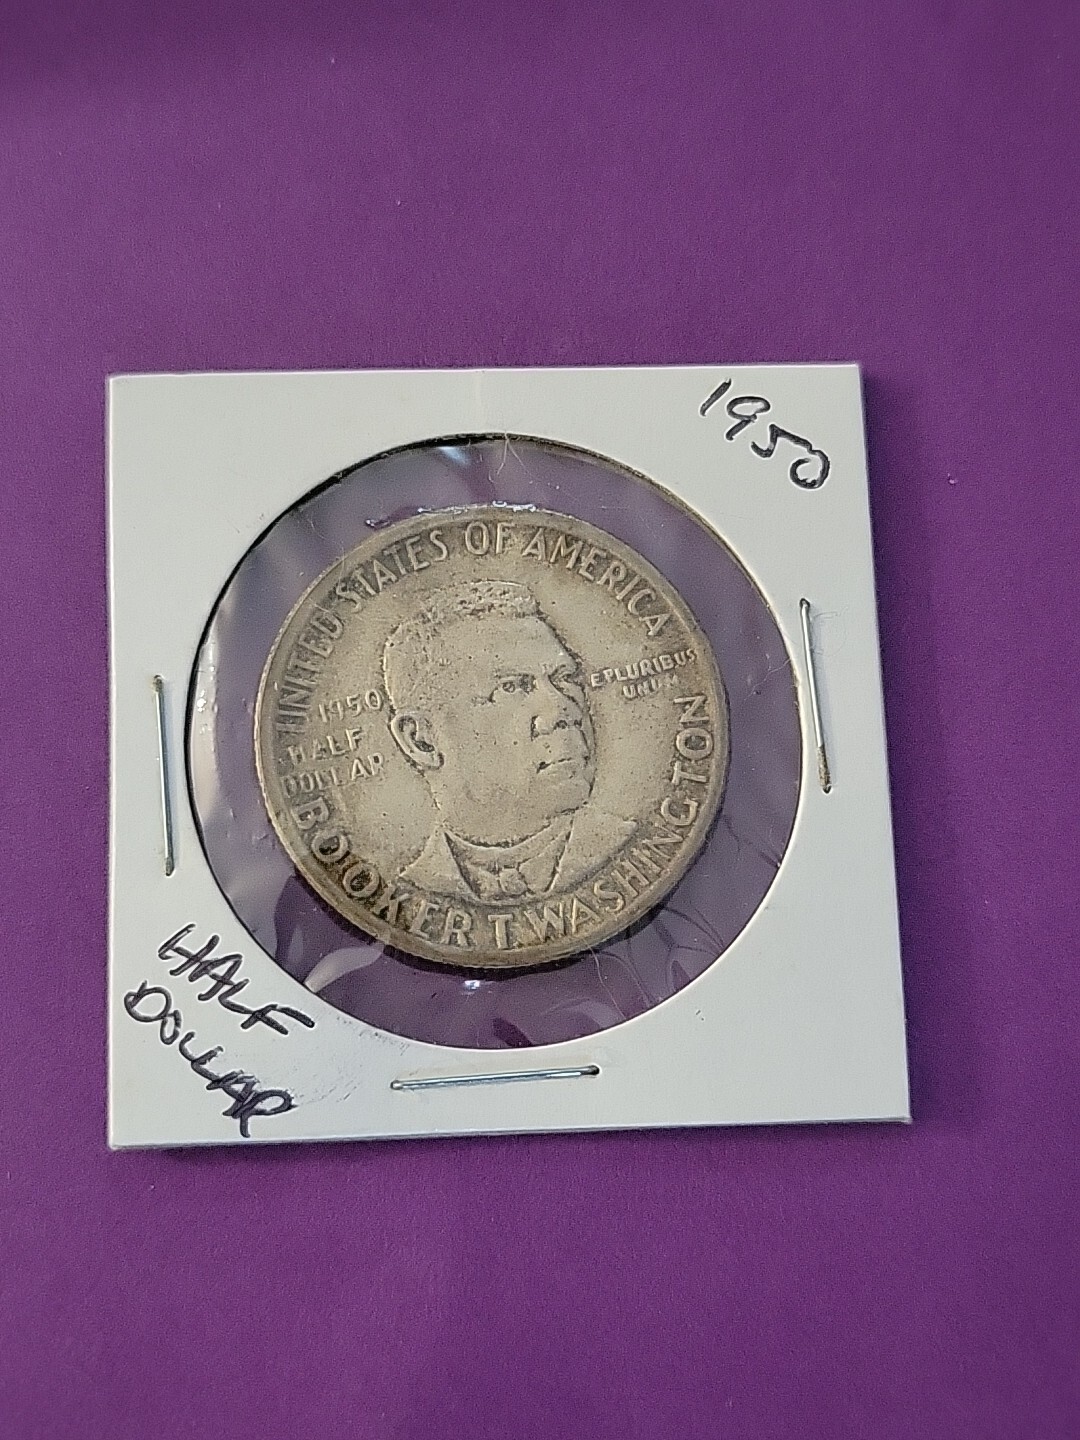 1950
UNITED STATES OF AMERICA
1950
HALF
DOLLAR
E PLURIBUS
UNUM
BOOKER T. WASHINGTON
HALF
DOLLAR